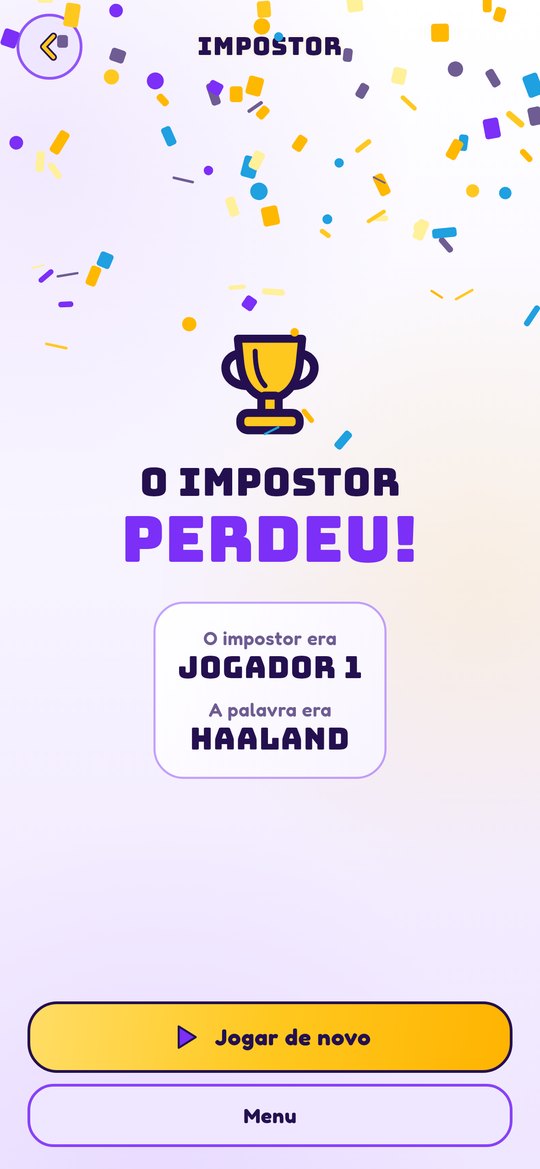 IMPOSTOR
O IMPOSTOR
PERDEU!
O impostor era
JOGADOR 1
A palavra era
HAALAND
Jogar de novo
Menu